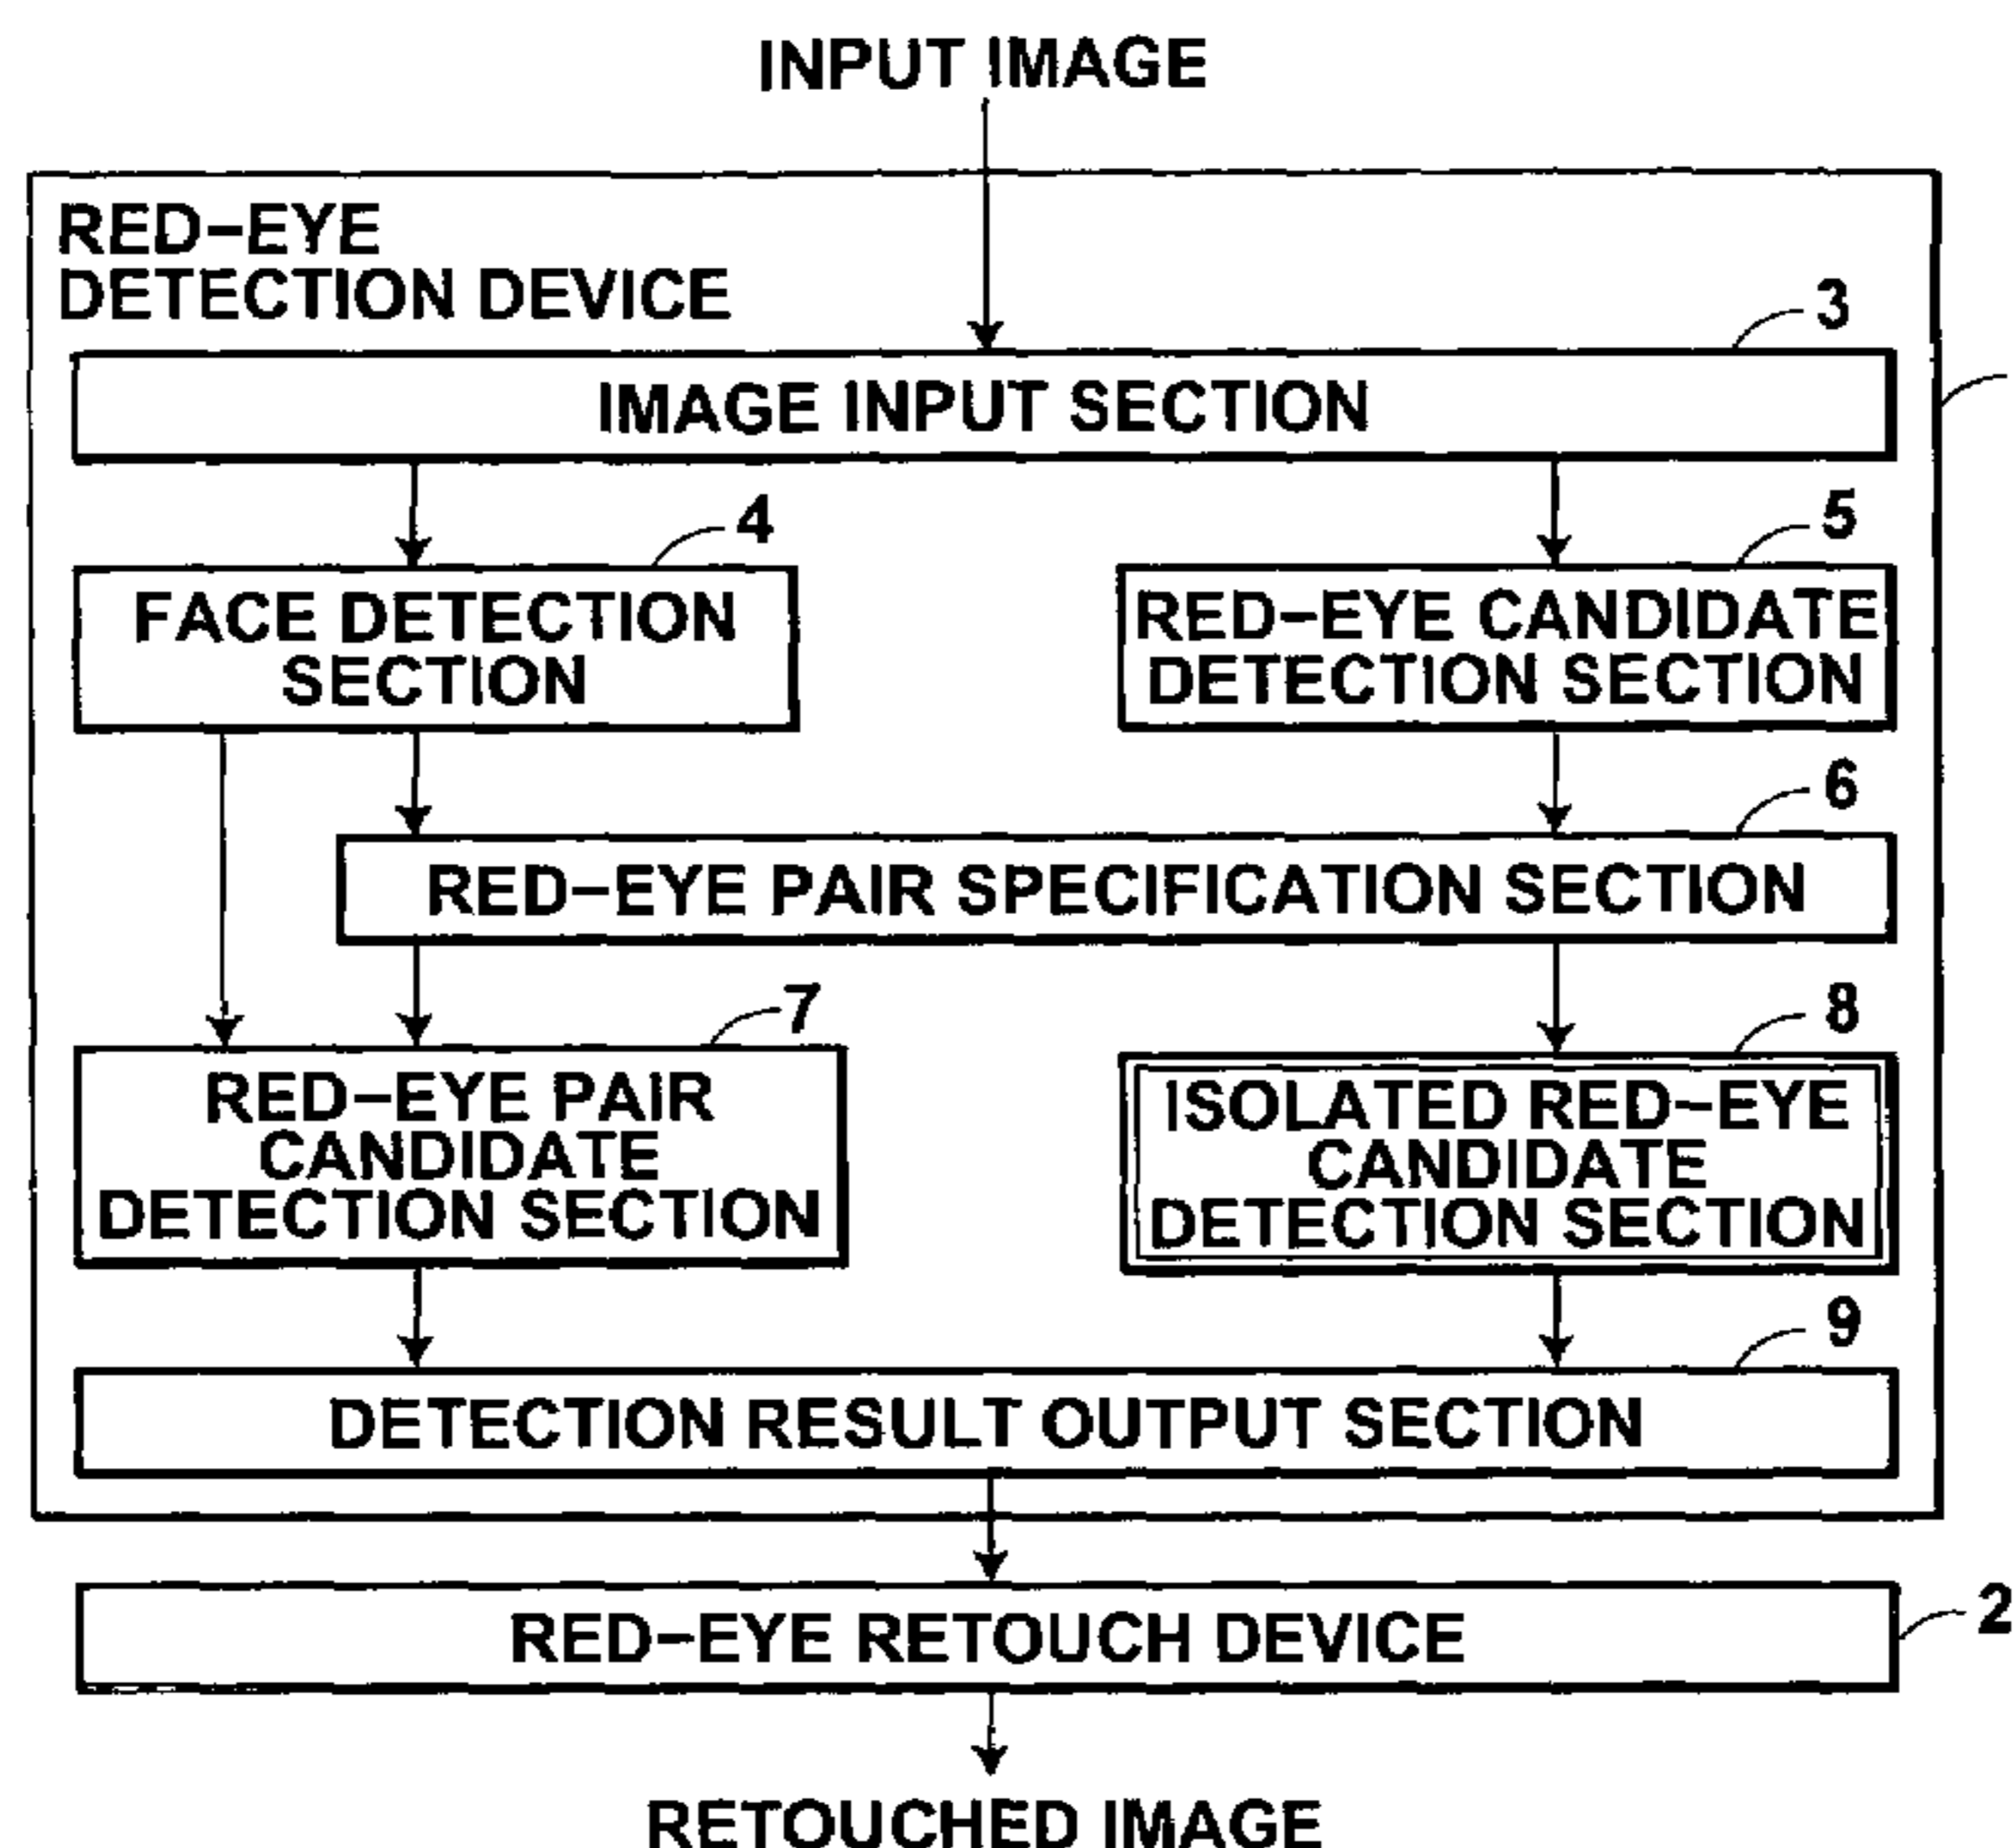 INPUT IMAGE
RED-EYE
DETECTION DEVICE
3
IMAGE INPUT SECTION
4
5
FACE DETECTION
SECTION
RED-EYE CANDIDATE
DETECTION SECTION
6
RED-EYE PAIR SPECIFICATION SECTION
7
8
RED-EYE PAIR
CANDIDATE
DETECTION SECTION
ISOLATED RED-EYE
CANDIDATE
DETECTION SECTION
9
DETECTION RESULT OUTPUT SECTION
RED-EYE RETOUCH DEVICE
2
RETOUCHED IMAGE